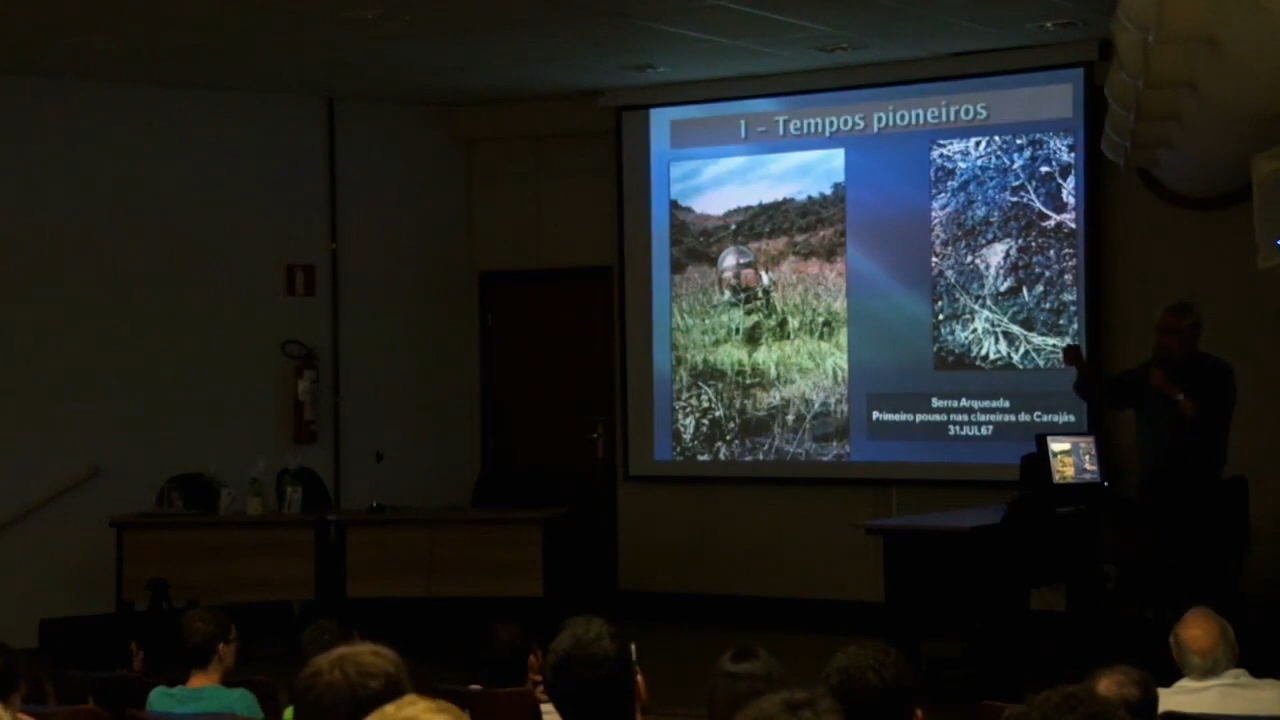 1 - Tempos pioneiros
Serra Arqueada
Primeiro pouso nas clareiras de Carajás
31JUL67